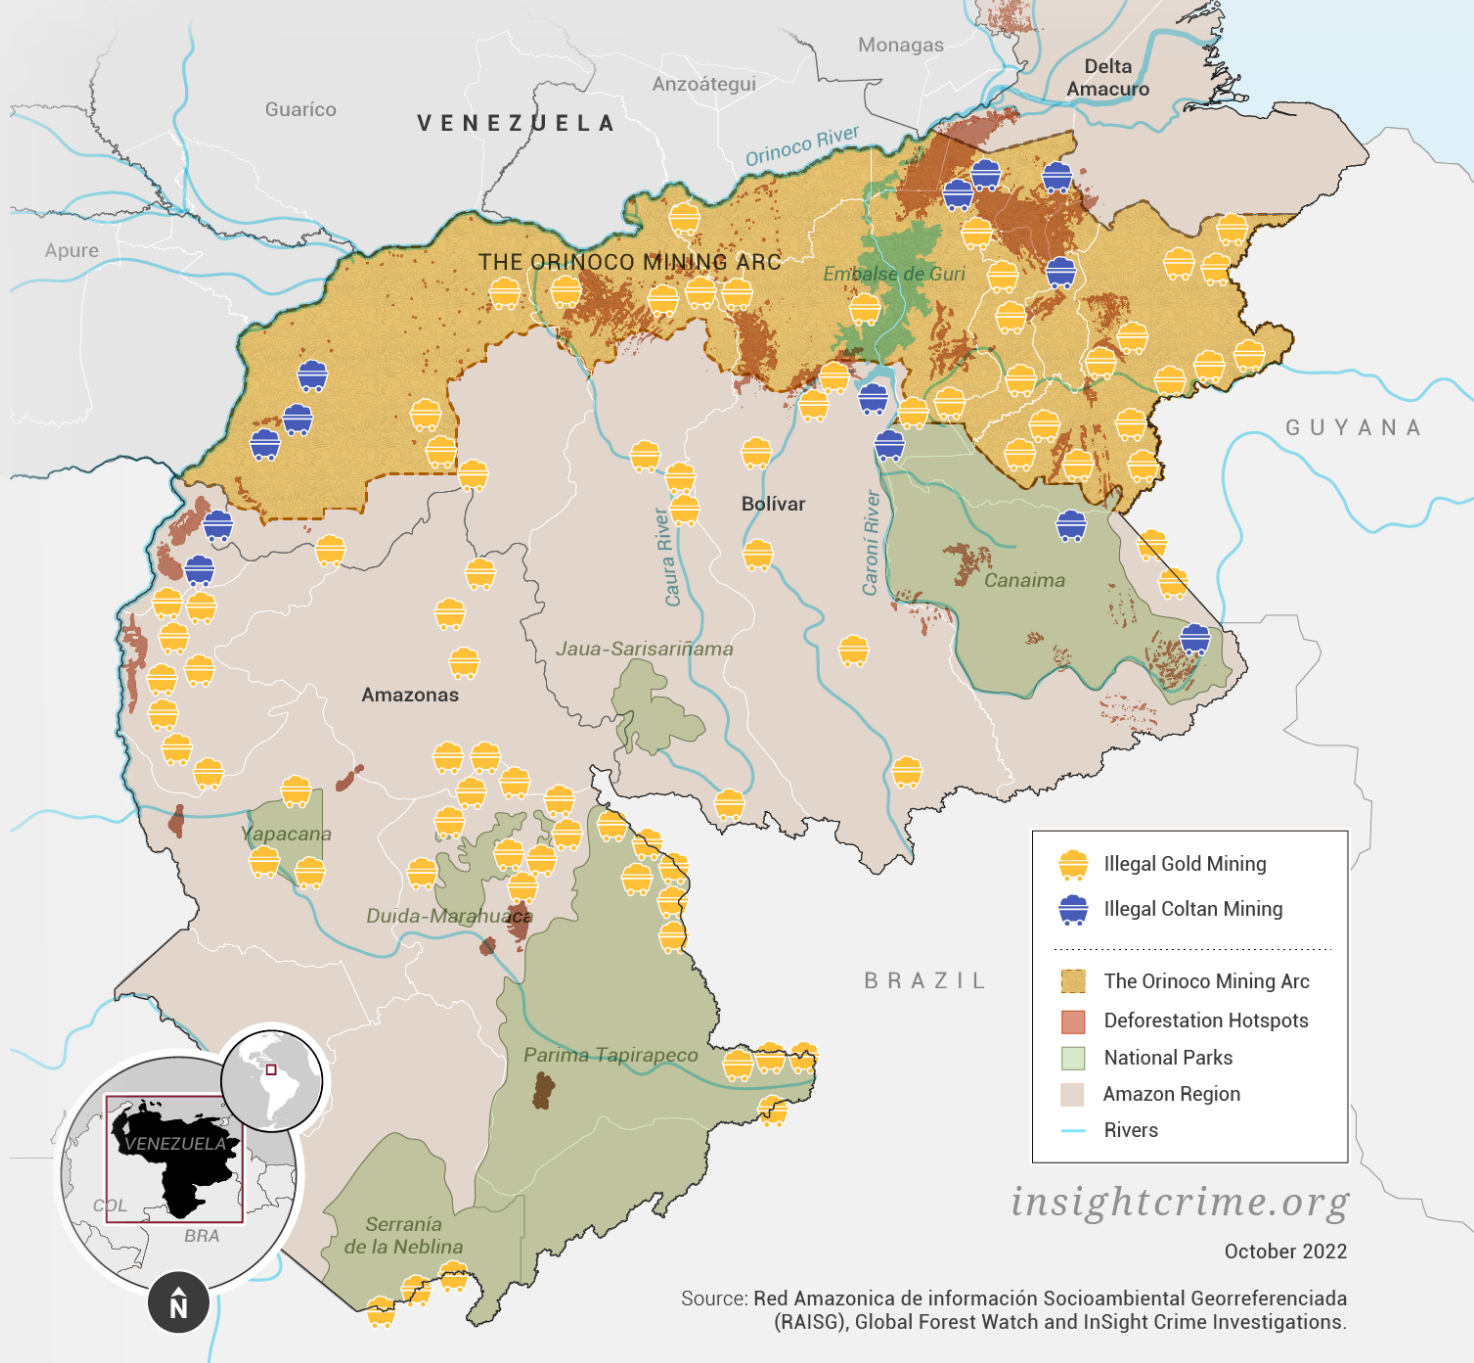 Monagas
Delta
Amacuro
Anzoátegui
Guaríco
VENEZUELA
Orinoco River
Apure
THE ORINOCO MINING ARC
Embalse de Guri
GUYANA
Bolívar
Caura River
Caroní River
Canaima
Jaua-Sarisariñama
Amazonas
Yapacana
Duida-Marahuaca
BRAZIL
Parima Tapirapeco
Serranía
de la Neblina
Illegal Gold Mining
Illegal Coltan Mining
The Orinoco Mining Arc
Deforestation Hotspots
National Parks
Amazon Region
Rivers
VENEZUELA
COL
BRA
N
insightcrime.org
October 2022
Source: Red Amazonica de información Socioambiental Georreferenciada
(RAISG), Global Forest Watch and InSight Crime Investigations.